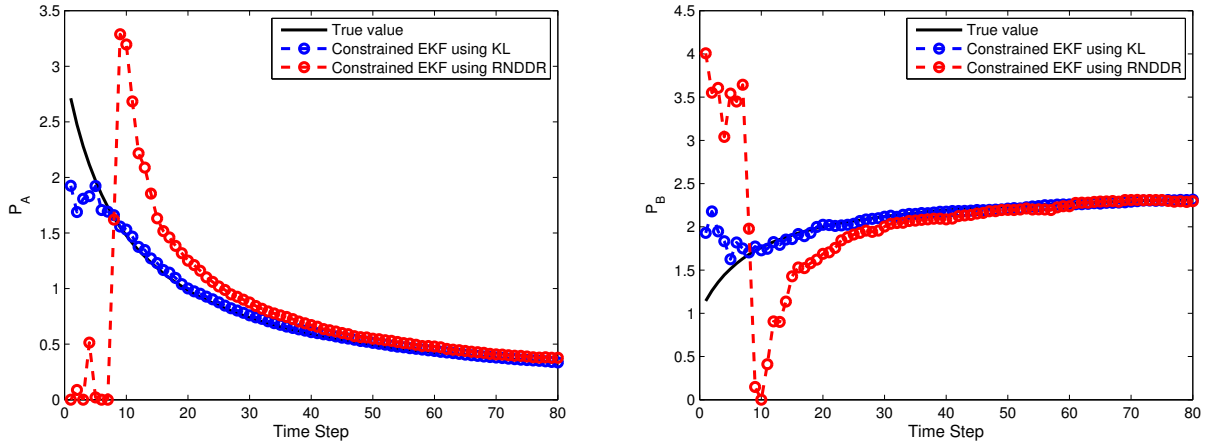 4
3.5
3
2.5
2
1.5
1
0.5
0
P_A
0 10 20 30 40 50 60 70 80
Time Step
True value
Constrained EKF using KL
Constrained EKF using RNDDR
4.5
4
3.5
3
2.5
2
1.5
1
0.5
0
P_B
0 10 20 30 40 50 60 70 80
Time Step
True value
Constrained EKF using KL
Constrained EKF using RNDDR